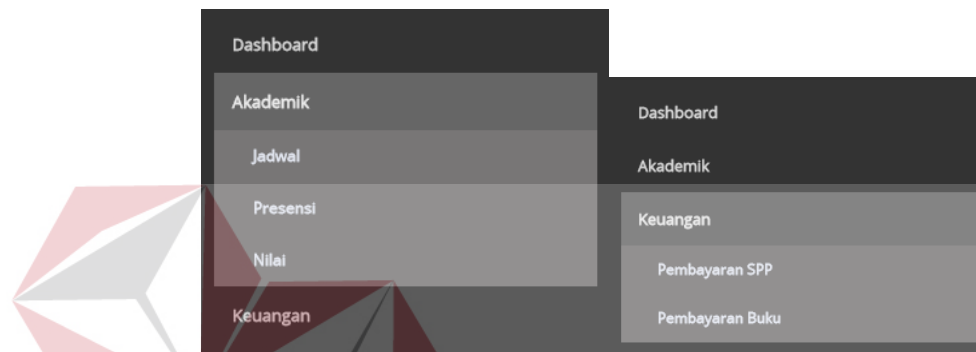 Dashboard
Akademik
Jadwal
Presensi
Nilai
Keuangan
Dashboard
Akademik
Keuangan
Pembayaran SPP
Pembayaran Buku